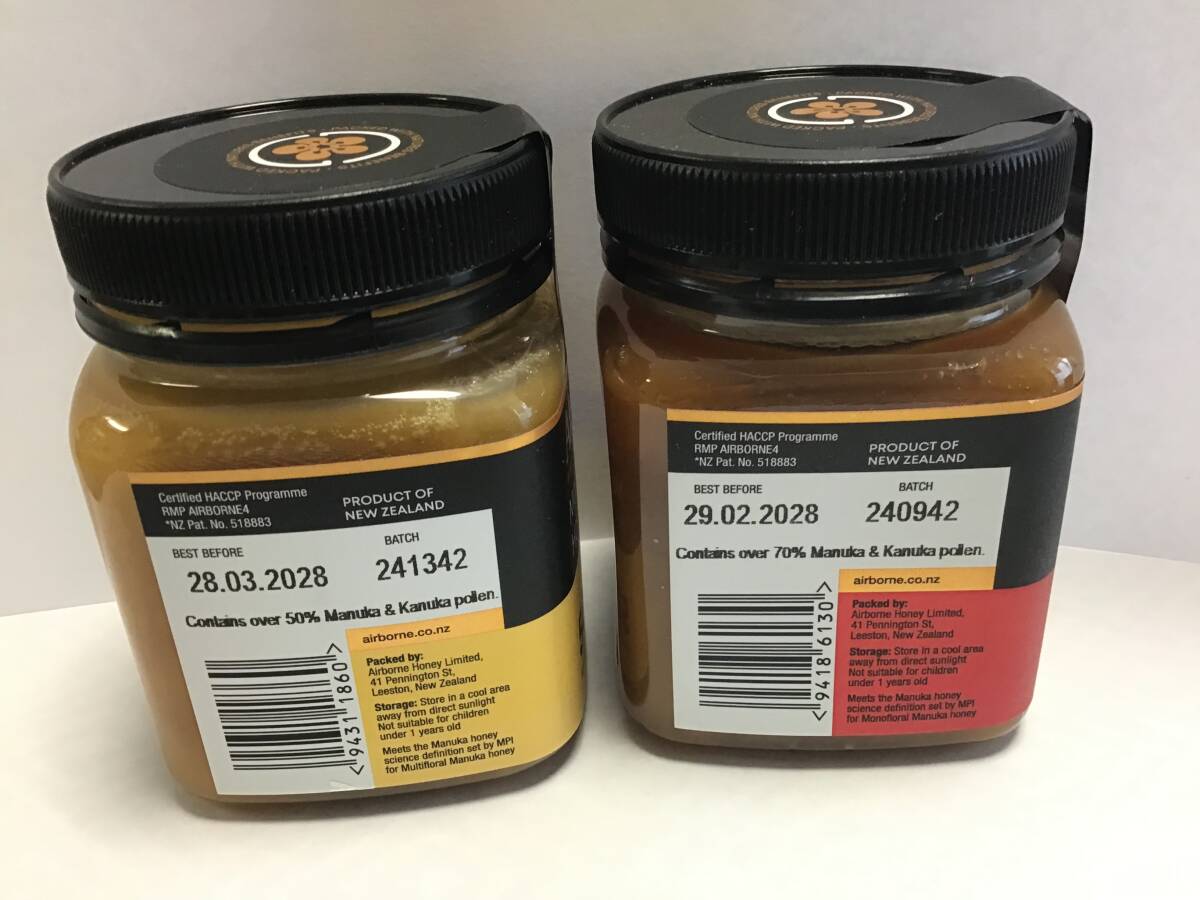 Certified HACCP Programme
RMP AIRBORNE4
*NZ Pat. No. 518883
PRODUCT OF
NEW ZEALAND
BEST BEFORE
28.03.2028
BATCH
241342
Contains over 50% Manuka & Kanuka pollen.
airborne.co.nz
<9431 1860>
Packed by:
Airborne Honey Limited,
41 Pennington St,
Leeston, New Zealand
Storage: Store in a cool area
away from direct sunlight
Not suitable for children
under 1 years old
Meets the Manuka honey
science definition set by MPI
for Multifloral Manuka honey
Certified HACCP Programme
RMP AIRBORNE4
*NZ Pat. No. 518883
PRODUCT OF
NEW ZEALAND
BEST BEFORE
29.02.2028
BATCH
240942
Contains over 70% Manuka & Kanuka pollen.
airborne.co.nz
<9418 6130>
Packed by:
Airborne Honey Limited,
41 Pennington St,
Leeston, New Zealand
Storage: Store in a cool area
away from direct sunlight
Not suitable for children
under 1 years old
Meets the Manuka honey
science definition set by MPI
for Monofloral Manuka honey